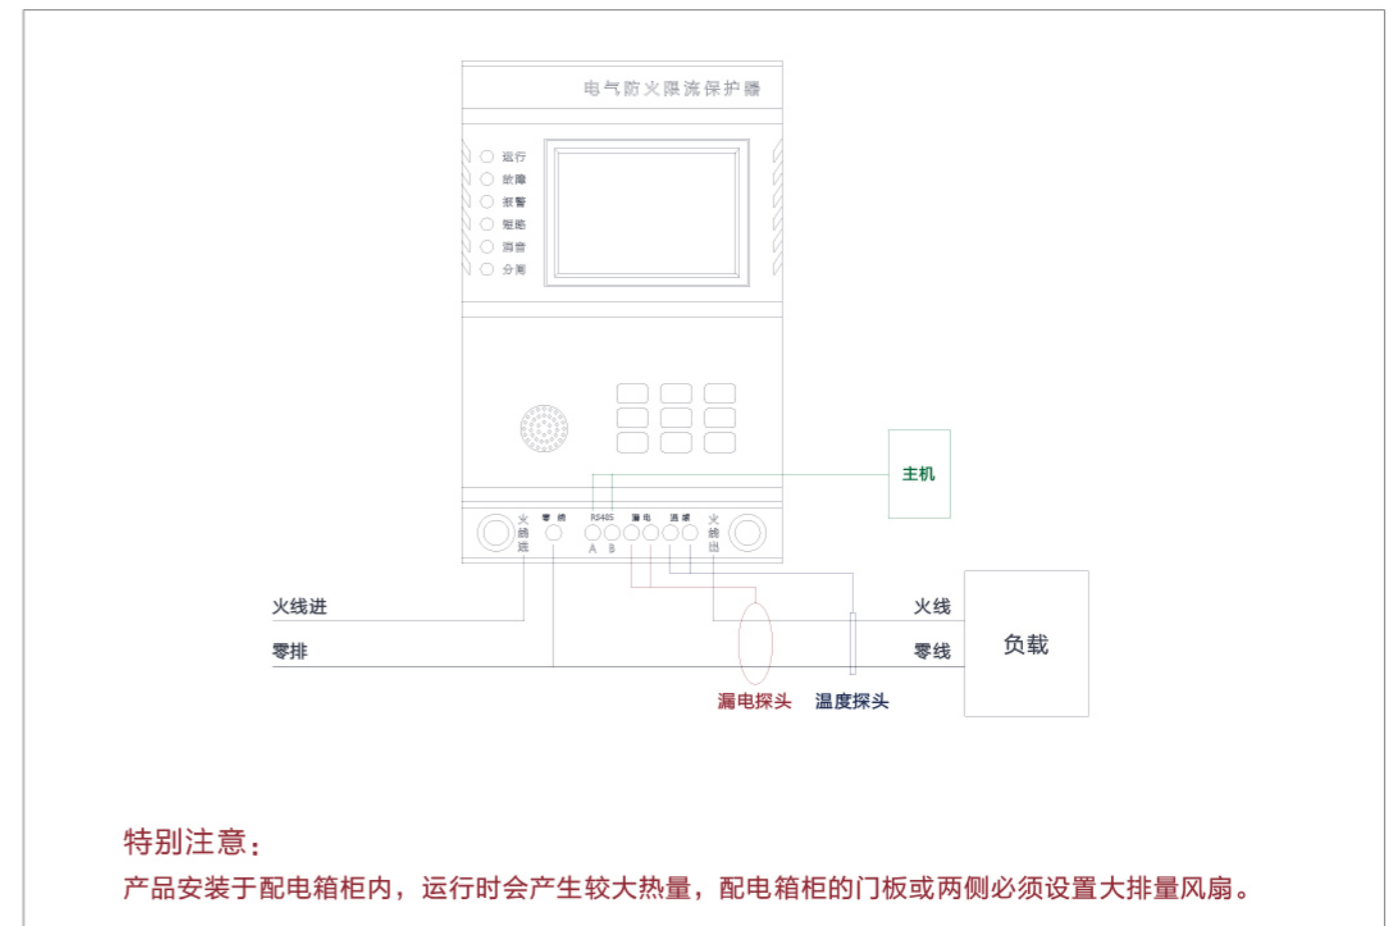 电气防火限流保护器
运行
故障
报警
短路
消音
分闸
主机
火线进
零线
RS485
漏电
温感
火线出
A B
火线进
火线
零排
零线
负载
漏电探头
温度探头
特别注意：
产品安装于配电箱柜内，运行时会产生较大热量，配电箱柜的门板或两侧必须设置大排量风扇。